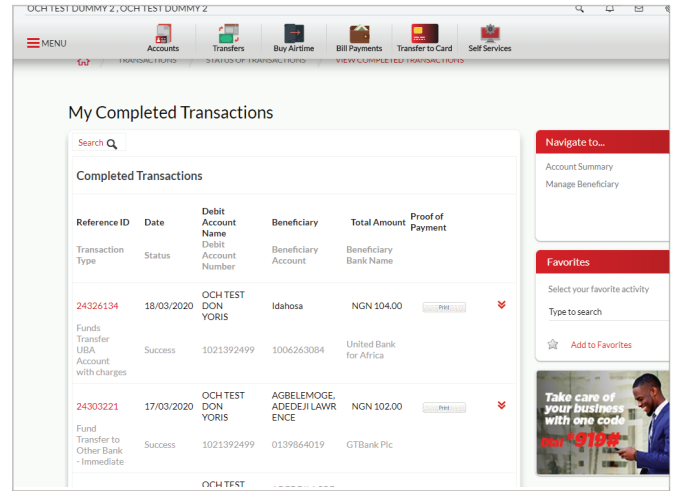 OCH TEST DUMMY 2 , OCH TEST DUMMY 2
MENU
Accounts
Transfers
Buy Airtime
Bill Payments
Transfer to Card
Self Services
TRANSACTIONS / STATUS OF TRANSACTIONS / VIEW COMPLETED TRANSACTIONS
My Completed Transactions
Search
Completed Transactions
Reference ID
Date
Debit
Account
Name
Beneficiary
Total Amount
Proof of
Payment
Transaction
Type
Status
Debit
Account
Number
Beneficiary
Account
Beneficiary
Bank Name
24326134
18/03/2020
OCH TEST
DON
YORIS
Idahosa
NGN 104.00
Print
Funds
Transfer
UBA
Account
with charges
Success
1021392499
1006263084
United Bank
for Africa
24303221
17/03/2020
OCH TEST
DON
YORIS
AGBELEMOGE,
ADEDEJI LAWR
ENCE
NGN 102.00
Print
Fund
Transfer to
Other Bank
- Immediate
Success
1021392499
0139864019
GTBank Plc
OCH TEST
Navigate to...
Account Summary
Manage Beneficiary
Favorites
Select your favorite activity
Type to search
Add to Favorites
Take care of
your business
with one code
Dial *919#